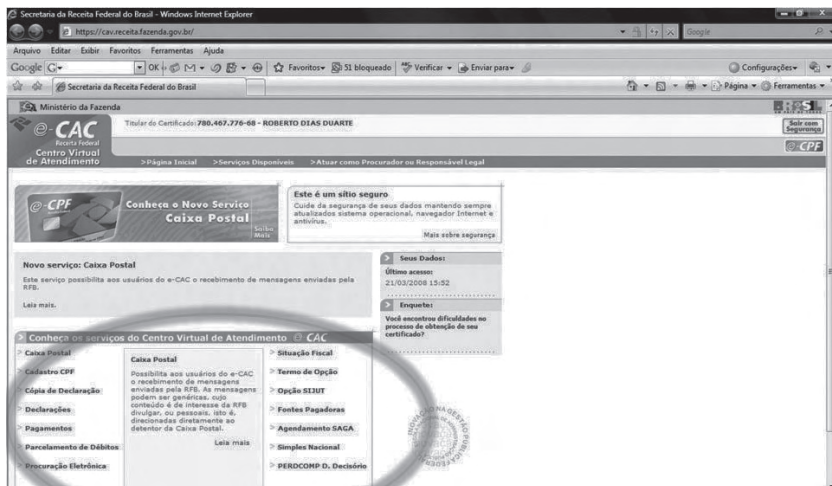 Secretaria da Receita Federal do Brasil - Windows Internet Explorer
https://cav.receita.fazenda.gov.br/
Google
Arquivo Editar Exibir Favoritos Ferramentas Ajuda
Google G OK M Favoritos 51 bloqueado Verificar Enviar para Configurações
Secretaria da Receita Federal do Brasil Página Ferramentas
Ministério da Fazenda
Titular do Certificado: 780.467.776-68 - ROBERTO DIAS DUARTE
Sair com Segurança
e-CAC
Receita Federal
Centro Virtual
de Atendimento
e.CPF
>Página Inicial >Serviços Disponíveis >Atuar como Procurador ou Responsável Legal
e-CPF
Conheça o Novo Serviço
Caixa Postal
Saiba
Mais
Este é um sítio seguro
Cuide da segurança de seus dados mantendo sempre
atualizados sistema operacional, navegador Internet e
antivírus.
Mais sobre segurança
Novo serviço: Caixa Postal
Este serviço possibilita aos usuários do e-CAC o recebimento de mensagens enviadas pela
RFB.
Leia mais.
> Seus Dados:
Último acesso:
21/03/2008 15:52
> Enquete:
Você encontrou dificuldades no
processo de obtenção de seu
certificado?
> Conheça os serviços do Centro Virtual de Atendimento e CAC
> Caixa Postal
> Cadastro CPF
> Cópia de Declaração
> Declarações
> Pagamentos
> Parcelamento de Débitos
> Procuração Eletrônica
Caixa Postal
Possibilita aos usuários do e-CAC
o recebimento de mensagens
enviadas pela RFB. As mensagens
podem ser genéricas, cujo
conteúdo é de interesse da RFB
divulgar, ou pessoais, isto é,
direcionadas diretamente ao
detentor da Caixa Postal.
Leia mais
> Situação Fiscal
> Termo de Opção
> Opção SIJUT
> Fontes Pagadoras
> Agendamento SAGA
> Simples Nacional
> PERDCOMP D. Decisório
INOVAÇÃO NA GESTÃO PÚBLICA FEDERAL